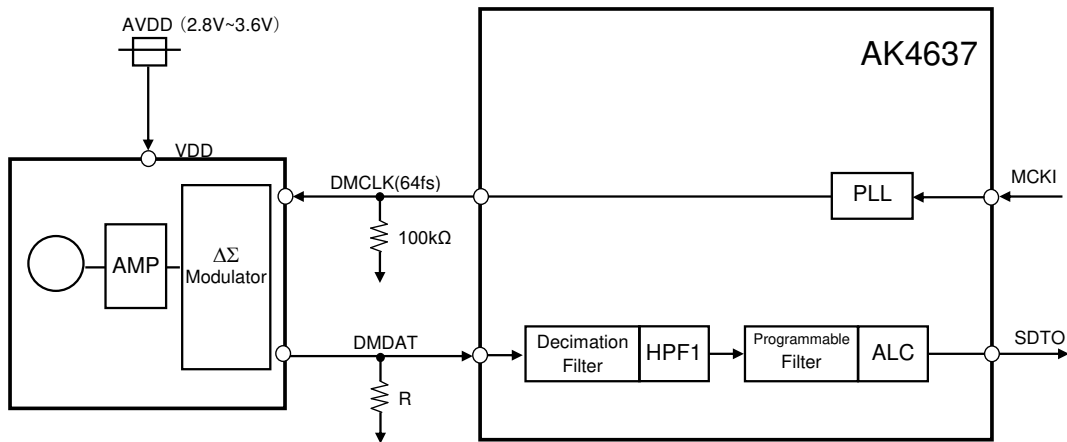 AVDD (2.8V~3.6V)
AK4637
VDD
DMCLK(64fs)
PLL
MCKI
100kΩ
AMP
ΔΣ
Modulator
DMDAT
Decimation
Filter
HPF1
Programmable
Filter
ALC
SDTO
R